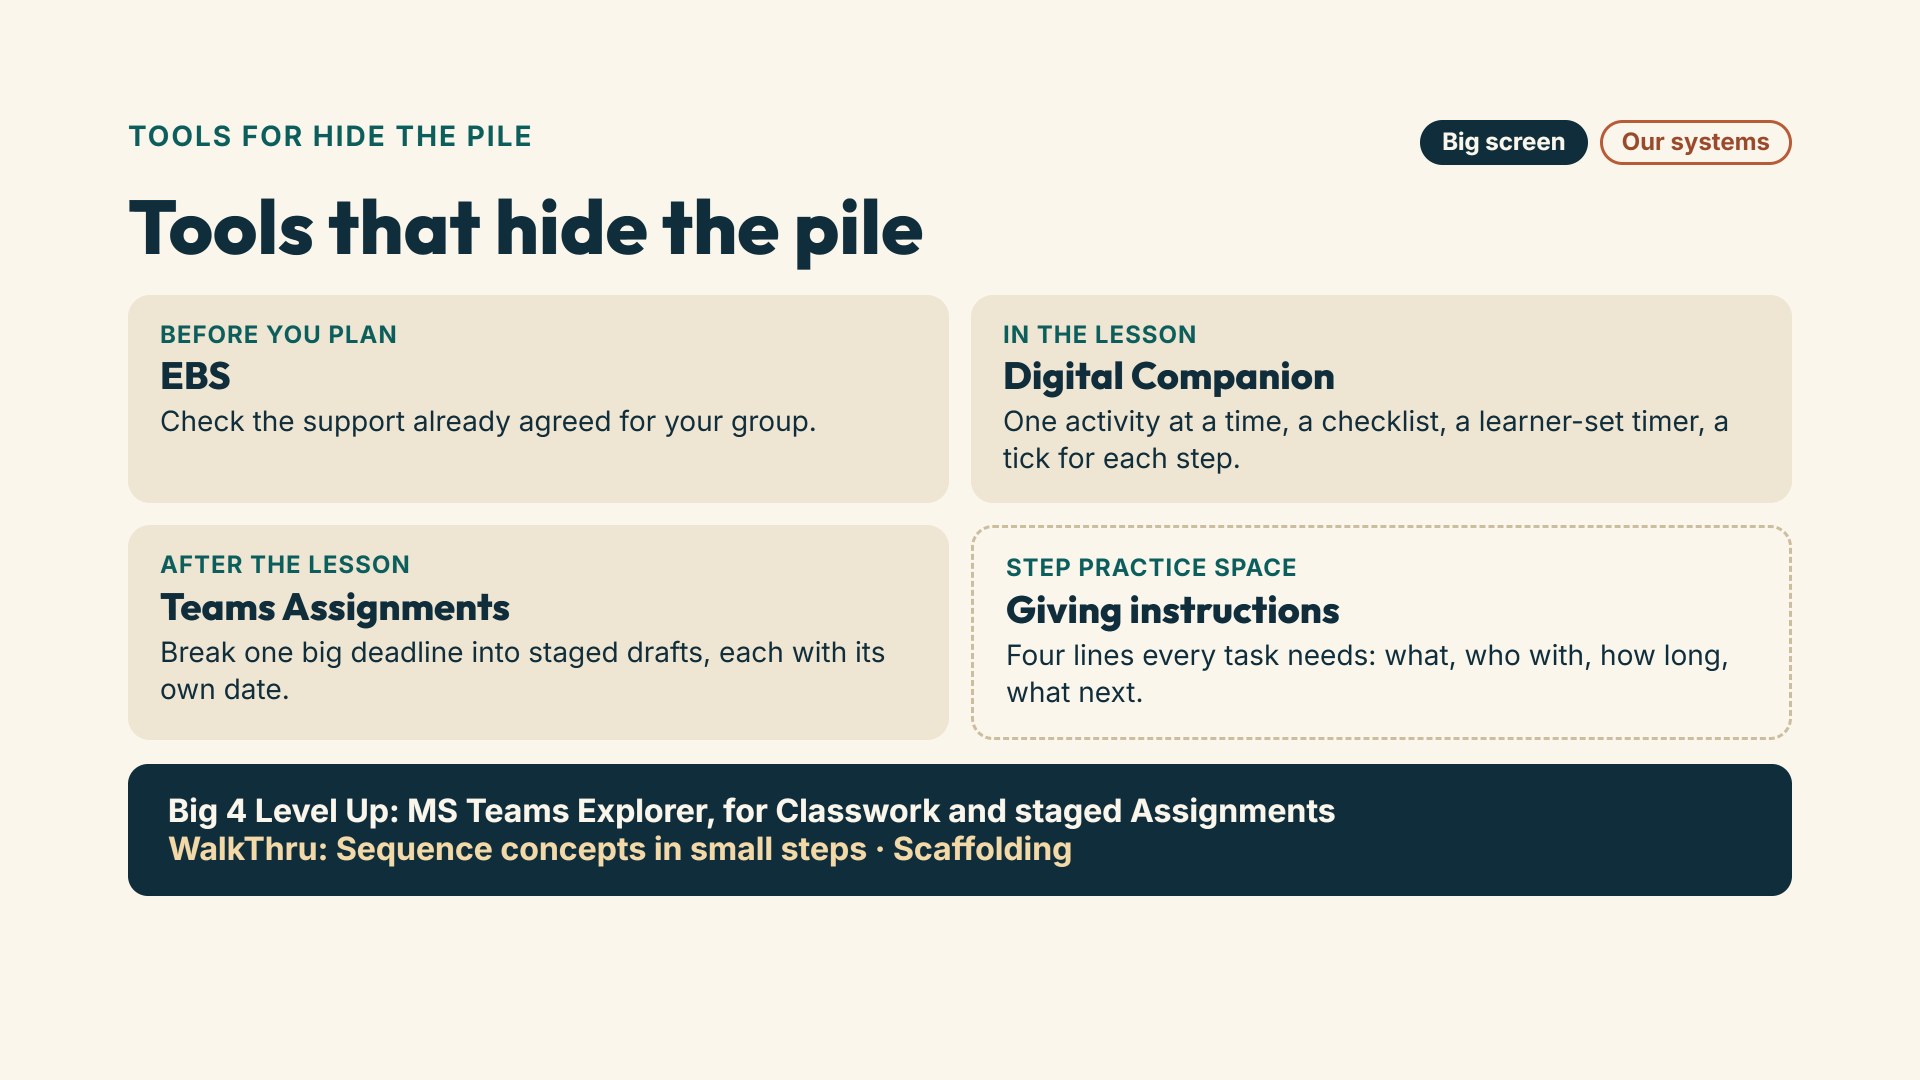 TOOLS FOR HIDE THE PILE
Big screen
Our systems
Tools that hide the pile
BEFORE YOU PLAN
EBS
Check the support already agreed for your group.
IN THE LESSON
Digital Companion
One activity at a time, a checklist, a learner-set timer, a
tick for each step.
AFTER THE LESSON
Teams Assignments
Break one big deadline into staged drafts, each with its
own date.
STEP PRACTICE SPACE
Giving instructions
Four lines every task needs: what, who with, how long,
what next.
Big 4 Level Up: MS Teams Explorer, for Classwork and staged Assignments
WalkThru: Sequence concepts in small steps · Scaffolding